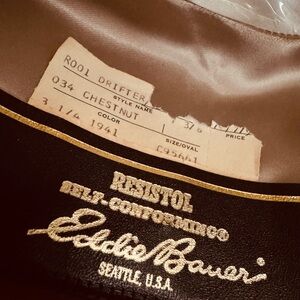 ROOL DRIFTER
STYLE NAME
PRICE
034 CHESTNUT
COLOR
SIZE/OVAL
3 1/4 1941
C95AA1
RESISTOL
SELF-CONFORMING®
Eddie Bauer
SEATTLE, U.S.A.